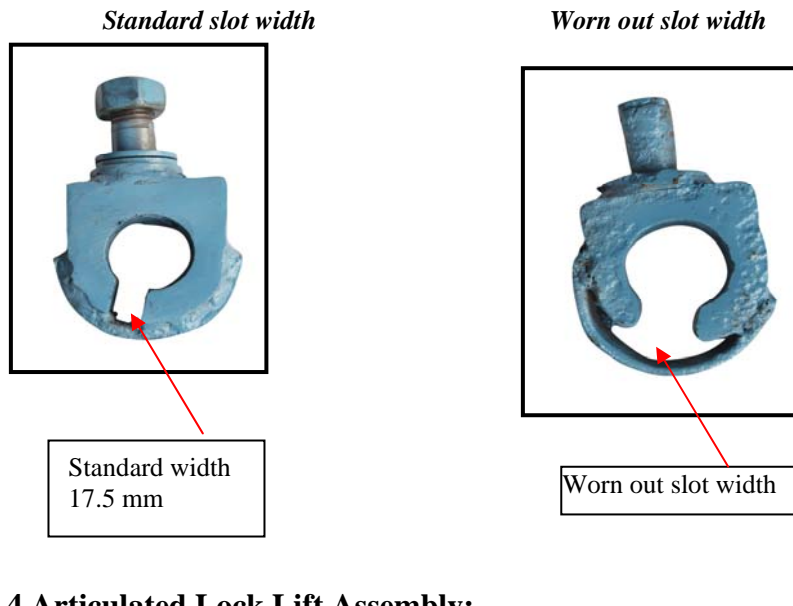 Standard slot width
Worn out slot width
Standard width
17.5 mm
Worn out slot width
4 Articulated Lock Lift Assembly: